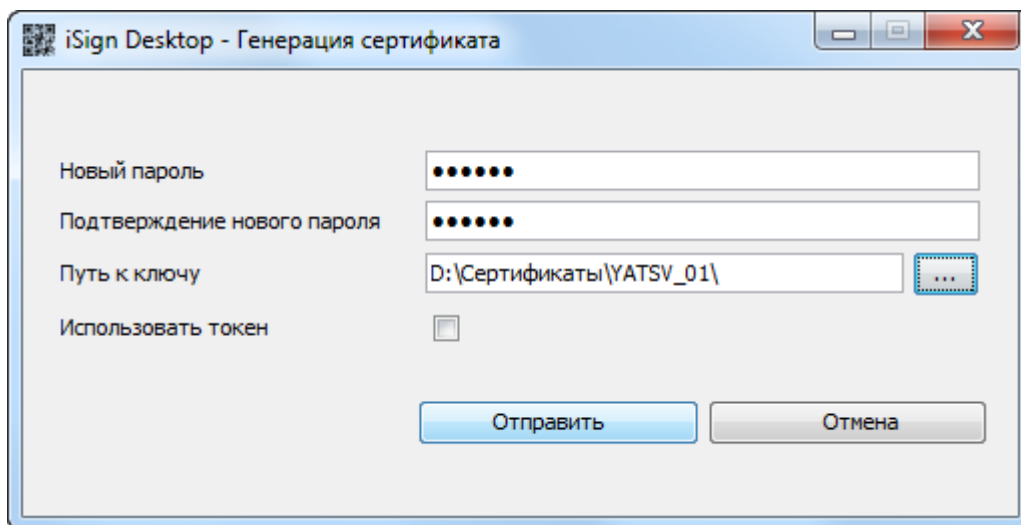 iSign Desktop - Генерация сертификата
Новый пароль ••••••
Подтверждение нового пароля ••••••
Путь к ключу D:\Сертификаты\YATSV_01\ ...
Использовать токен
Отправить Отмена